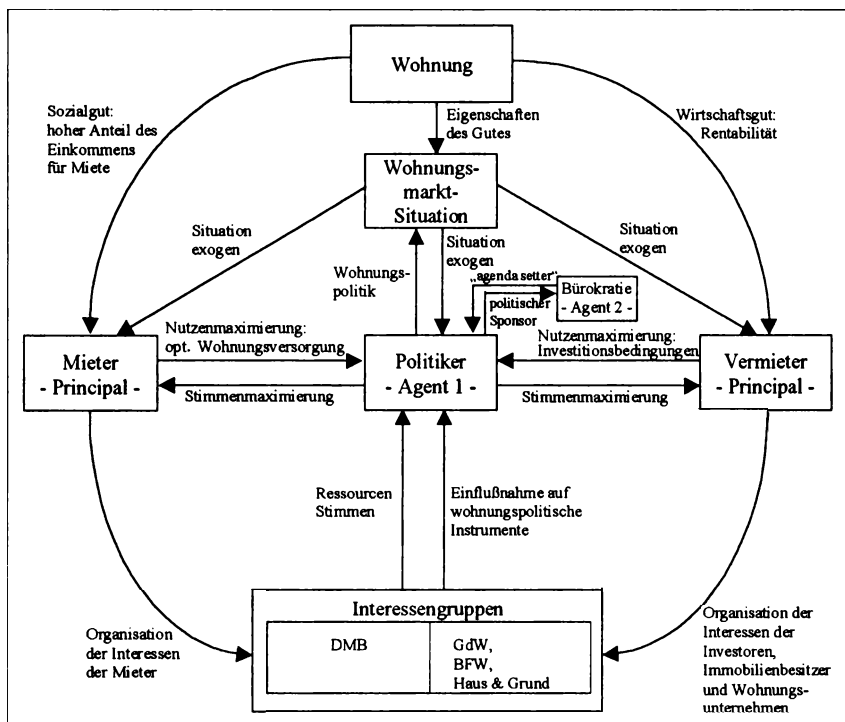 Wohnung
Sozialgut:
hoher Anteil des
Einkommens
für Miete
Eigenschaften
des Gutes
Wirtschaftsgut:
Rentabilität
Wohnungs-
markt-
Situation
Situation
exogen
Wohnungs-
politik
Situation
exogen
Situation
exogen
„agenda setter“
politischer
Sponsor
Bürokratie
- Agent 2 -
Nutzenmaximierung:
opt. Wohnungsversorgung
Nutzenmaximierung:
Investitionsbedingungen
Mieter
- Principal -
Politiker
- Agent 1 -
Vermieter
- Principal -
Stimmenmaximierung
Stimmenmaximierung
Ressourcen
Stimmen
Einflußnahme auf
wohnungspolitische
Instrumente
Organisation
der Interessen
der Mieter
Interessengruppen
DMB
GdW,
BFW,
Haus & Grund
Organisation der
Interessen der
Investoren,
Immobilienbesitzer
und Wohnungs-
unternehmen